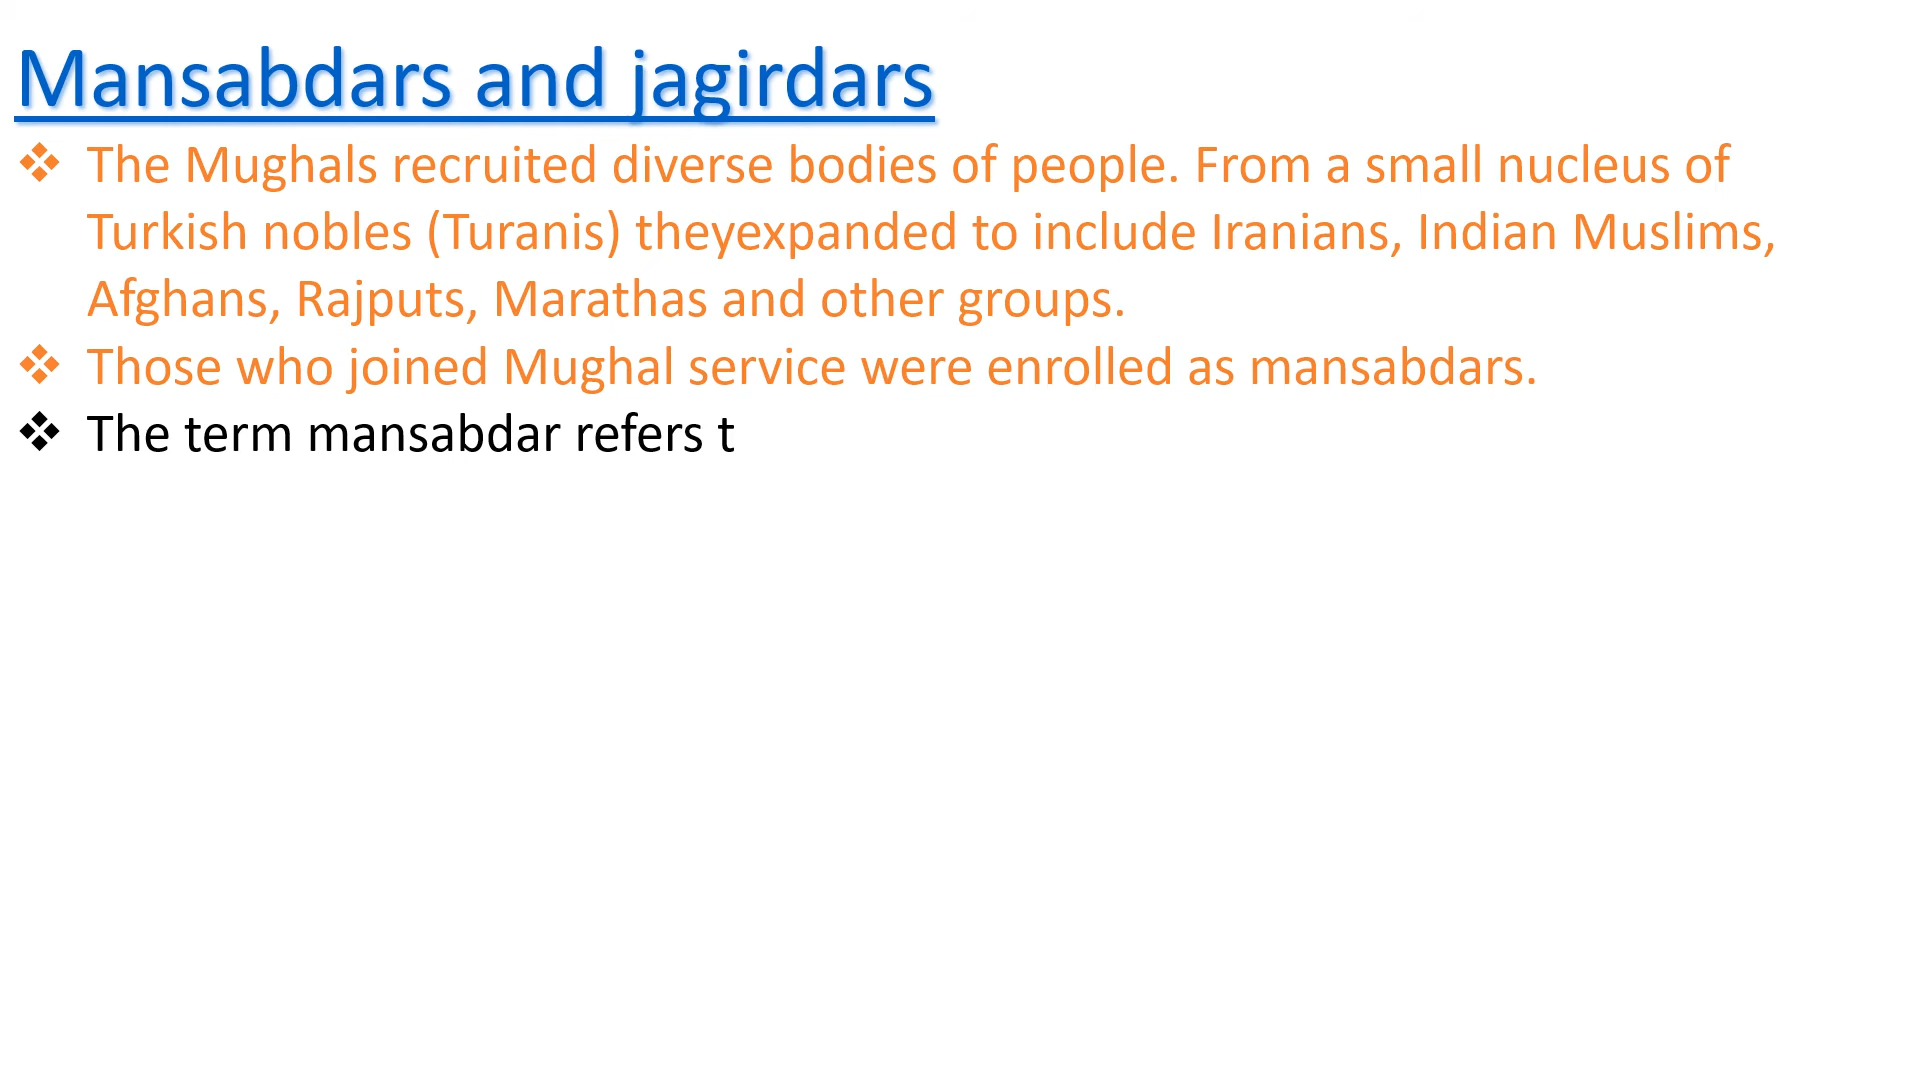 Mansabdars and jagirdars
❖ The Mughals recruited diverse bodies of people. From a small nucleus of
Turkish nobles (Turanis) theyexpanded to include Iranians, Indian Muslims,
Afghans, Rajputs, Marathas and other groups.
❖ Those who joined Mughal service were enrolled as mansabdars.
❖ The term mansabdar refers t